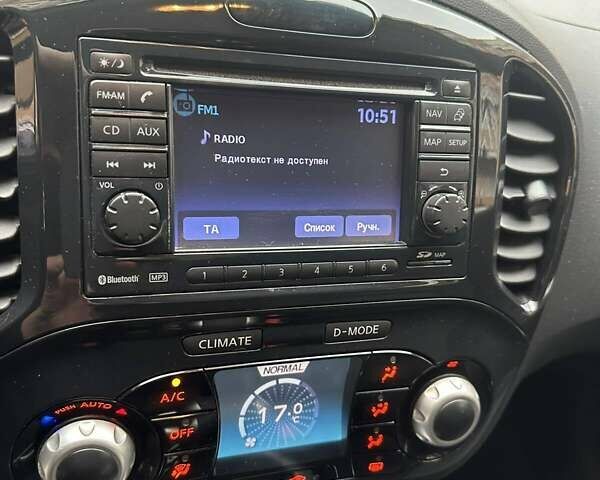 FM·AM
CD AUX
VOL
Bluetooth MP3
FM1
10:51
RADIO
Радиотекст не доступен
TA Список Ручн.
1 2 3 4 5 6
NAV
MAP SETUP
SD MAP
CLIMATE D-MODE
NORMAL
PUSH AUTO
A/C
OFF
17.0
°C